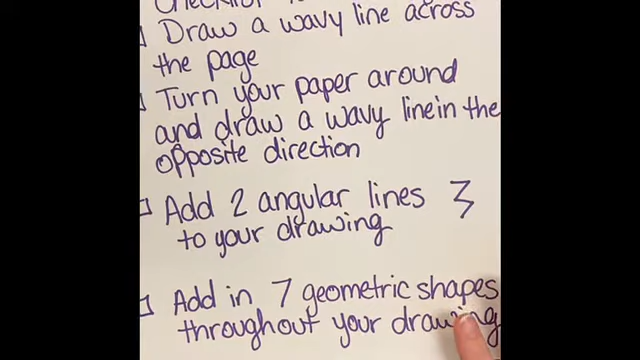 Checklist
Draw a wavy line across
the page
Turn your paper around
and draw a wavy line in the
opposite direction
Add 2 angular lines
to your drawing
Add in 7 geometric shapes
throughout your drawing